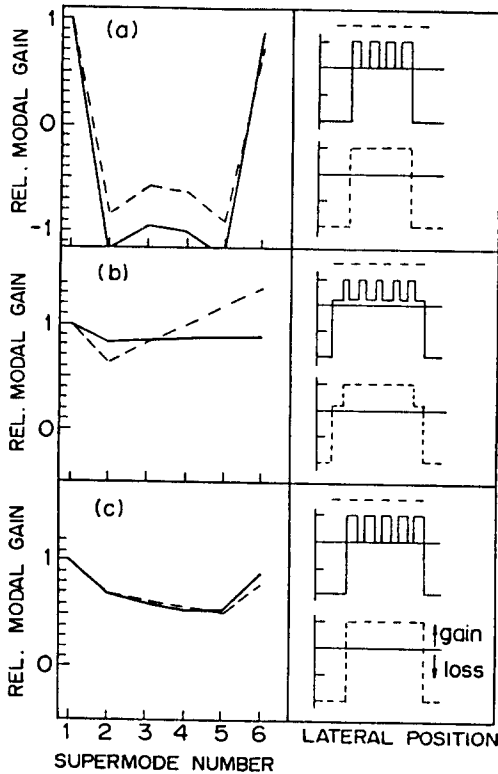 (a)
REL. MODAL GAIN
1
0
-1
(b)
REL. MODAL GAIN
1
0
(c)
REL. MODAL GAIN
1
0
gain
loss
1 2 3 4 5 6
SUPERMODE NUMBER
LATERAL POSITION